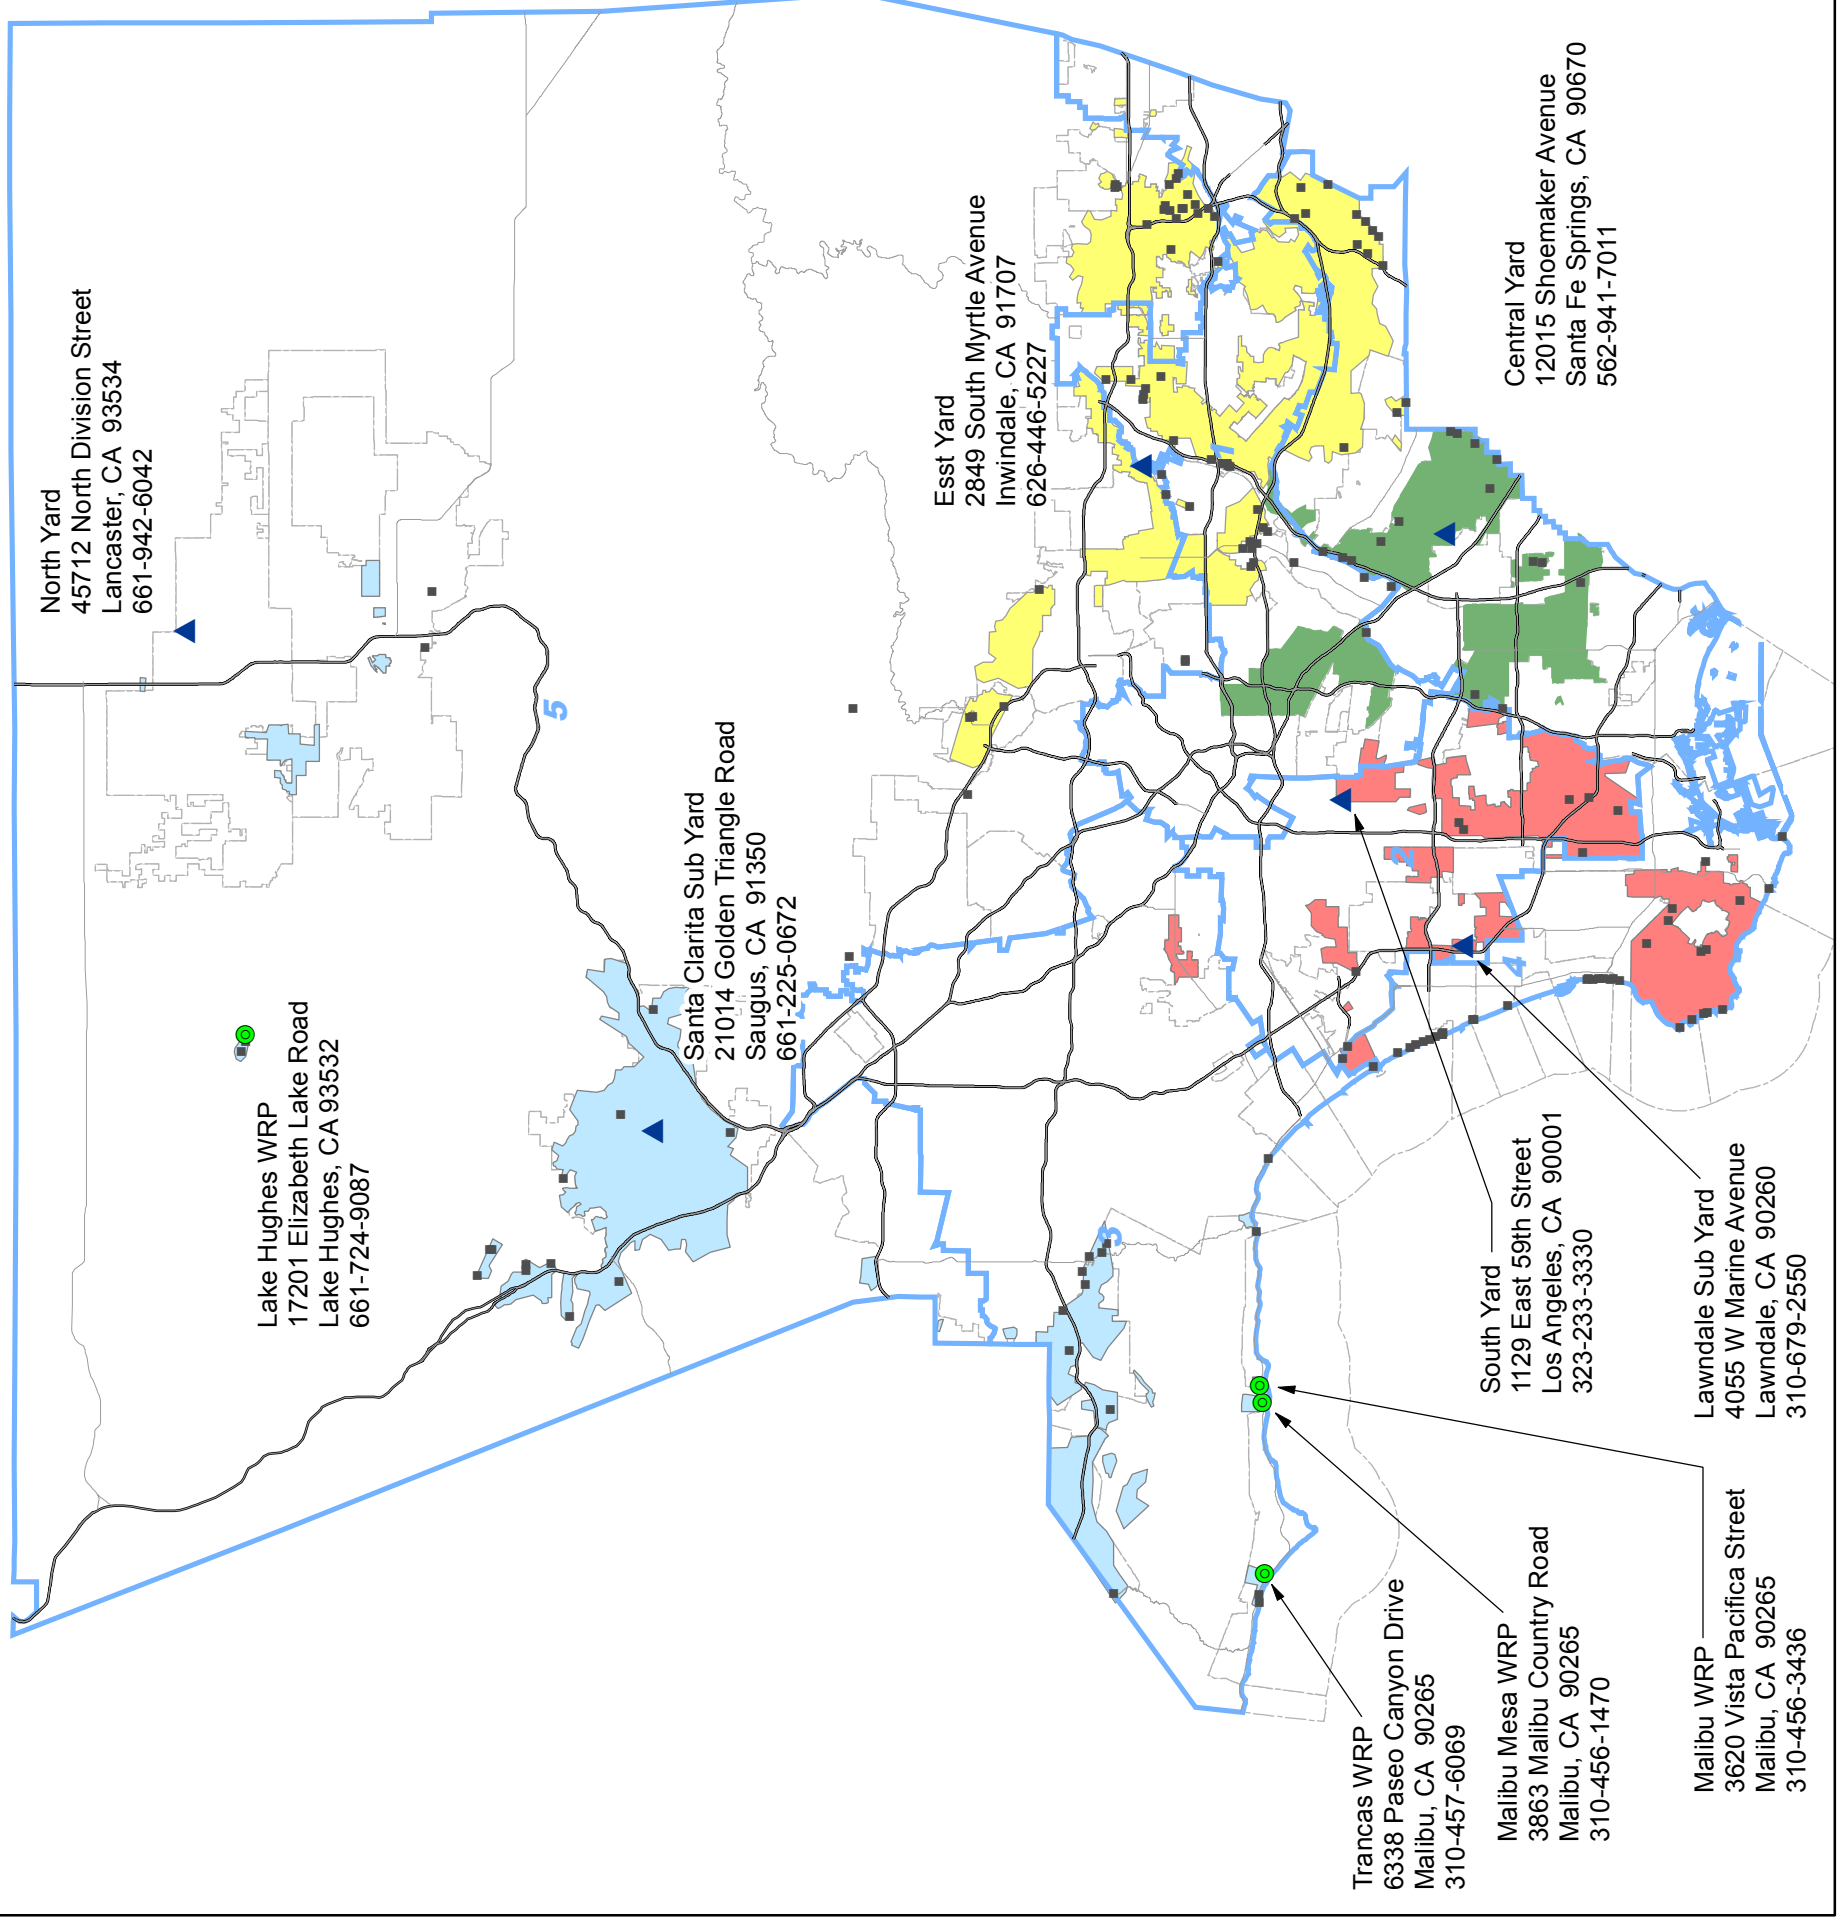 North Yard
45712 North Division Street
Lancaster, CA 93534
661-942-6042
Lake Hughes WRP
17201 Elizabeth Lake Road
Lake Hughes, CA 93532
661-724-9087
5
Santa Clarita Sub Yard
21014 Golden Triangle Road
Saugus, CA 91350
661-225-0672
Esst Yard
2849 South Myrtle Avenue
Inwindale, CA 91707
626-446-5227
1
3
2
4
Central Yard
12015 Shoemaker Avenue
Santa Fe Springs, CA 90670
562-941-7011
Trancas WRP
6338 Paseo Canyon Drive
Malibu, CA 90265
310-457-6069
Malibu Mesa WRP
3863 Malibu Country Road
Malibu, CA 90265
310-456-1470
Malibu WRP
3620 Vista Pacifica Street
Malibu, CA 90265
310-456-3436
South Yard
1129 East 59th Street
Los Angeles, CA 90001
323-233-3330
Lawndale Sub Yard
4055 W Marine Avenue
Lawndale, CA 90260
310-679-2550